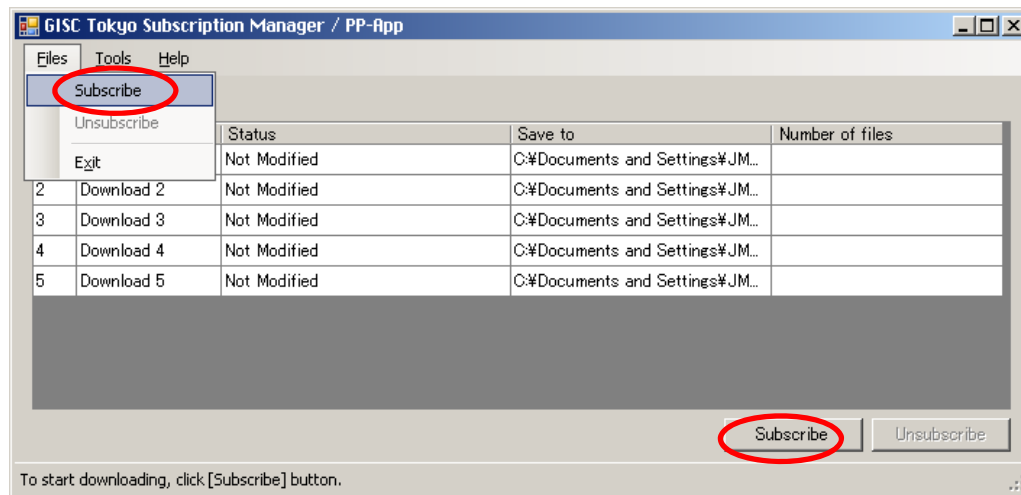 GISC Tokyo Subscription Manager / PP-App
Files Tools Help
Subscribe
Unsubscribe
Exit
Status Save to Number of files
Not Modified C:¥Documents and Settings¥JM...
2 Download 2 Not Modified C:¥Documents and Settings¥JM...
3 Download 3 Not Modified C:¥Documents and Settings¥JM...
4 Download 4 Not Modified C:¥Documents and Settings¥JM...
5 Download 5 Not Modified C:¥Documents and Settings¥JM...
Subscribe Unsubscribe
To start downloading, click [Subscribe] button.